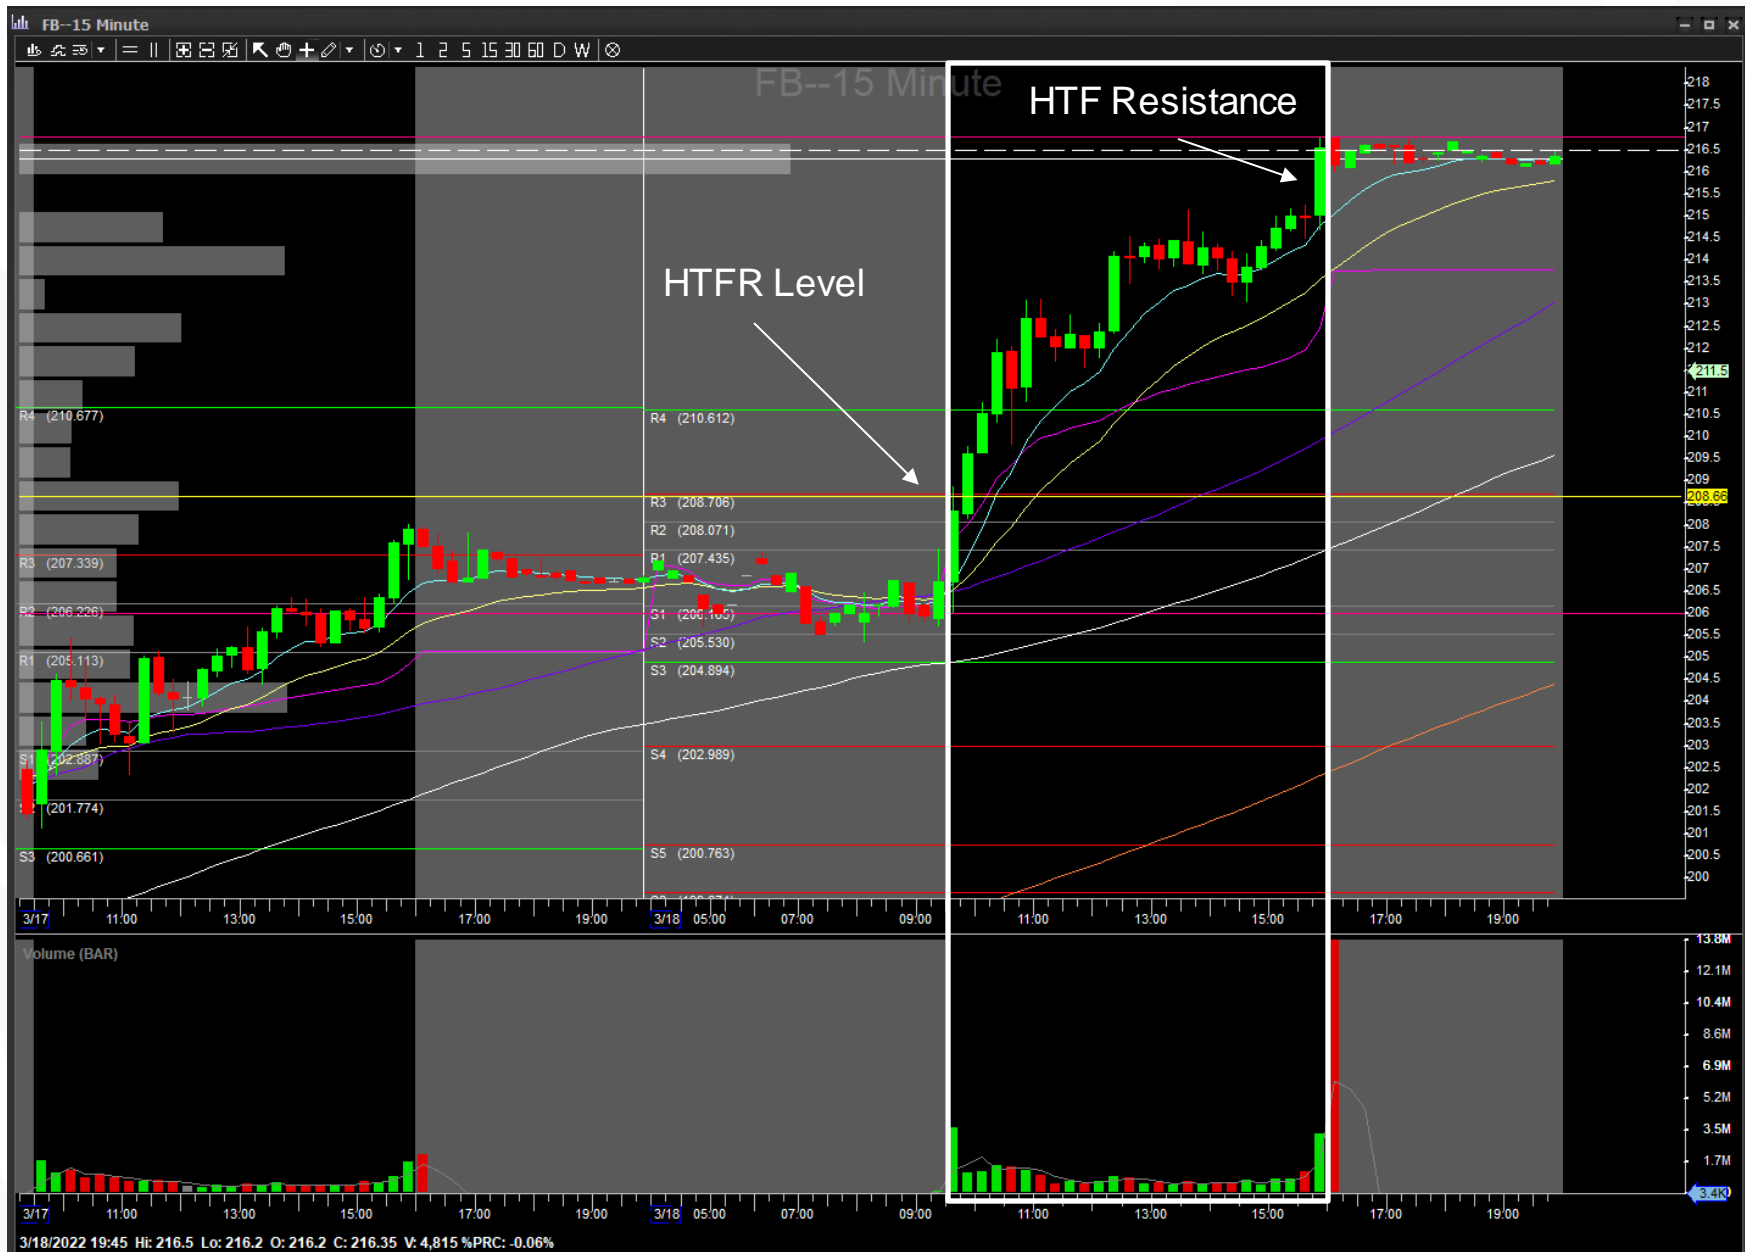 FB--15 Minute
1 2 5 15 30 60 D W
FB--15 Minute
HTF Resistance
HTFR Level
218
217.5
217
216.5
216
215.5
215
214.5
214
213.5
213
212.5
212
211.5
211
210.5
210
209.5
209
208.66
208
207.5
207
206.5
206
205.5
205
204.5
204
203.5
203
202.5
202
201.5
201
200.5
200
R4 (210.677)
R3 (207.339)
R2 (206.226)
R1 (205.113)
S1 (202.887)
S2 (201.774)
S3 (200.661)
R4 (210.612)
R3 (208.706)
R2 (208.071)
R1 (207.435)
S1 (206.165)
S2 (205.530)
S3 (204.894)
S4 (202.989)
S5 (200.763)
3/17 11:00 13:00 15:00 17:00 19:00 3/18 05:00 07:00 09:00 11:00 13:00 15:00 17:00 19:00
Volume (BAR)
13.8M
12.1M
10.4M
8.6M
6.9M
5.2M
3.5M
1.7M
3.4K
3/17 11:00 13:00 15:00 17:00 19:00 3/18 05:00 07:00 09:00 11:00 13:00 15:00 17:00 19:00
3/18/2022 19:45 Hi: 216.5 Lo: 216.2 O: 216.2 C: 216.35 V: 4,815 %PRC: -0.06%